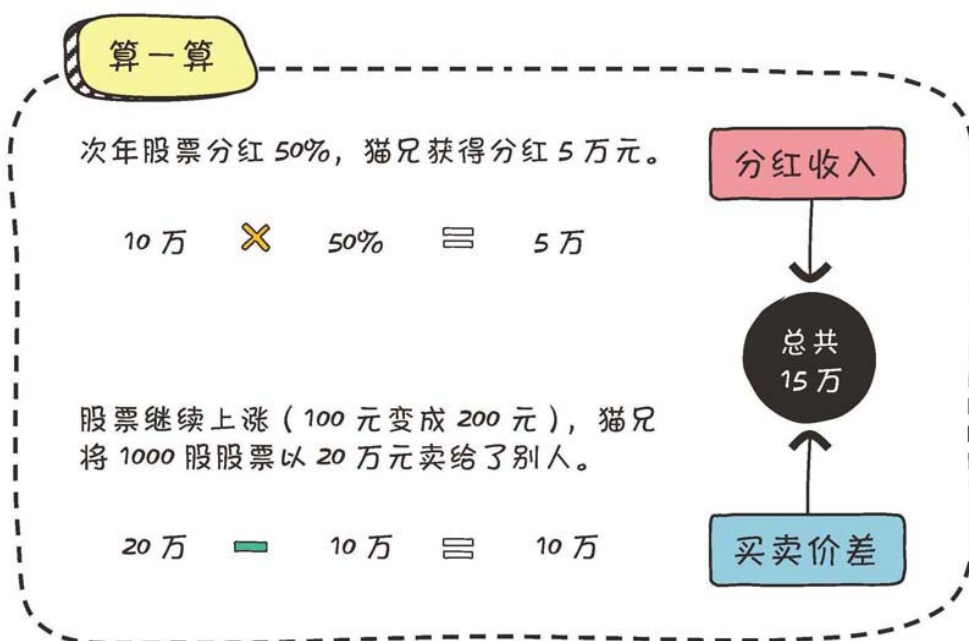 算一算
次年股票分红 50%，猫兄获得分红 5 万元。
10 万 × 50% = 5 万
分红收入
总共
15 万
股票继续上涨（100 元变成 200 元），猫兄
将 1000 股股票以 20 万元卖给了别人。
20 万 - 10 万 = 10 万
买卖价差